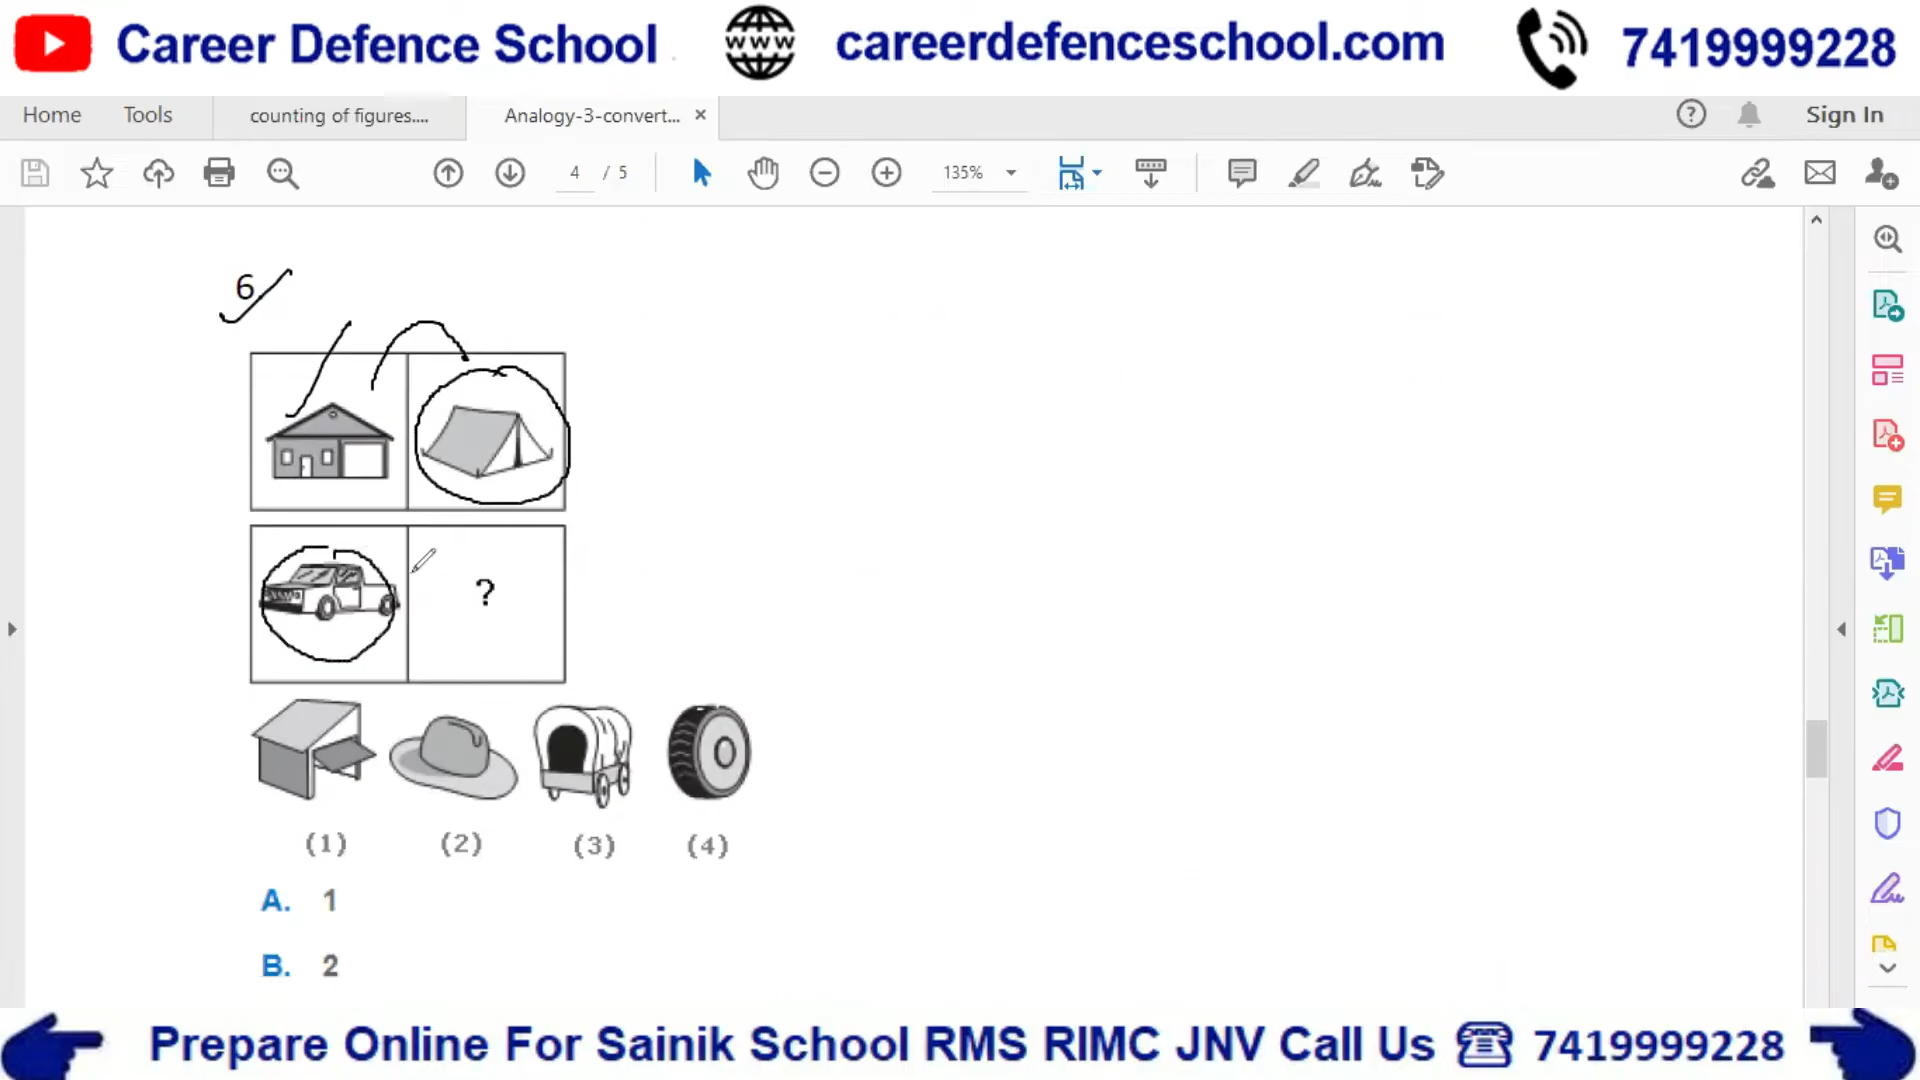 Career Defence School
www
careerdefenceschool.com
7419999228
Home
Tools
counting of figures....
Analogy-3-convert... ×
?
Sign In
4 / 5
135%
6
?
(1) (2) (3) (4)
A. 1
B. 2
Prepare Online For Sainik School RMS RIMC JNV Call Us 7419999228